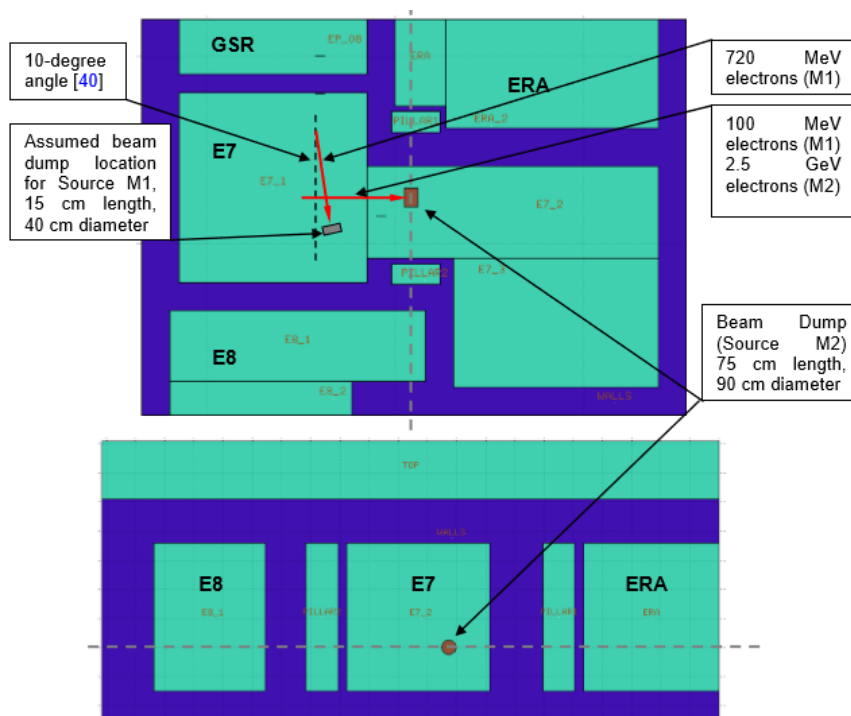 GSR
EP_08
ERA
ERA
10-degree
angle [40]
720 MeV
electrons (M1)
PILLAR1
ERA_2
100 MeV
electrons (M1)
2.5 GeV
electrons (M2)
Assumed beam
dump location
for Source M1,
15 cm length,
40 cm diameter
E7
E7_1
E7_2
PILLAR2
E7_3
E8
E8_1
E8_2
WALLS
Beam Dump
(Source M2)
75 cm length,
90 cm diameter
TOP
WALLS
E8
E7
ERA
E8_1
PILLAR2
E7_2
PILLAR1
ERA